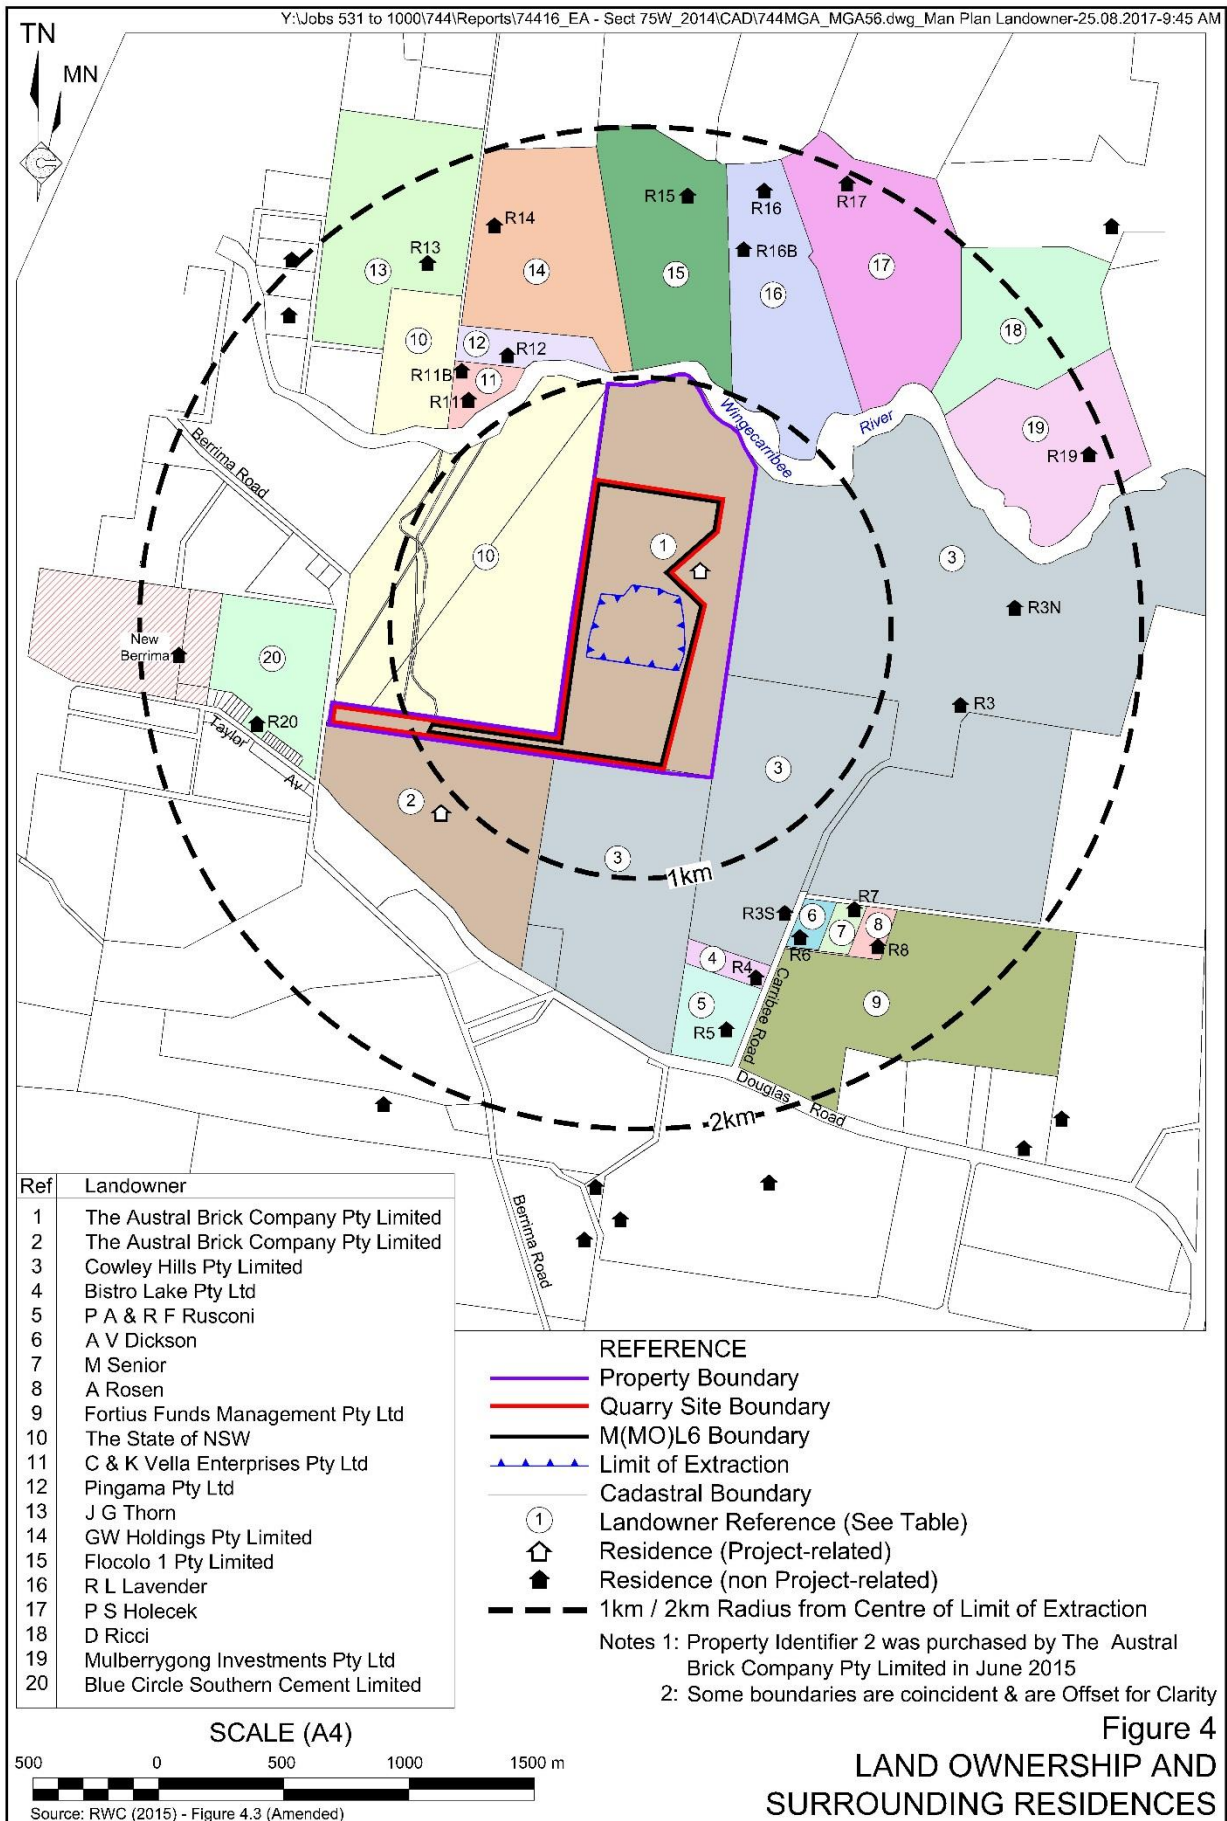 Y:\Jobs 531 to 1000\744\Reports\74416_EA - Sect 75W_2014\CAD\744MGA_MGA56.dwg_Man Plan Landowner-25.08.2017-9:45 AM
TN
MN
R15
R16
R17
R14
R13
R16B
13
14
15
16
17
18
10
12
R12
R11B
11
R11
Wingecarribee
River
19
R19
Berrima Road
10
1
3
R3N
New
Berrima
20
R20
R3
Taylor
Av
2
3
3
1km
R3S
6
R7
7
8
R6
R8
4
R4
5
R5
Carribee Road
9
Douglas
Road
2km
Berrima Road
Ref Landowner
1 The Austral Brick Company Pty Limited
2 The Austral Brick Company Pty Limited
3 Cowley Hills Pty Limited
4 Bistro Lake Pty Ltd
5 P A & R F Rusconi
6 A V Dickson
7 M Senior
8 A Rosen
9 Fortius Funds Management Pty Ltd
10 The State of NSW
11 C & K Vella Enterprises Pty Ltd
12 Pingama Pty Ltd
13 J G Thorn
14 GW Holdings Pty Limited
15 Flocolo 1 Pty Limited
16 R L Lavender
17 P S Holecek
18 D Ricci
19 Mulberrygong Investments Pty Ltd
20 Blue Circle Southern Cement Limited
REFERENCE
Property Boundary
Quarry Site Boundary
M(MO)L6 Boundary
Limit of Extraction
Cadastral Boundary
1 Landowner Reference (See Table)
Residence (Project-related)
Residence (non Project-related)
1km / 2km Radius from Centre of Limit of Extraction
Notes 1: Property Identifier 2 was purchased by The Austral
Brick Company Pty Limited in June 2015
2: Some boundaries are coincident & are Offset for Clarity
SCALE (A4)
500 0 500 1000 1500 m
Source: RWC (2015) - Figure 4.3 (Amended)
Figure 4
LAND OWNERSHIP AND
SURROUNDING RESIDENCES